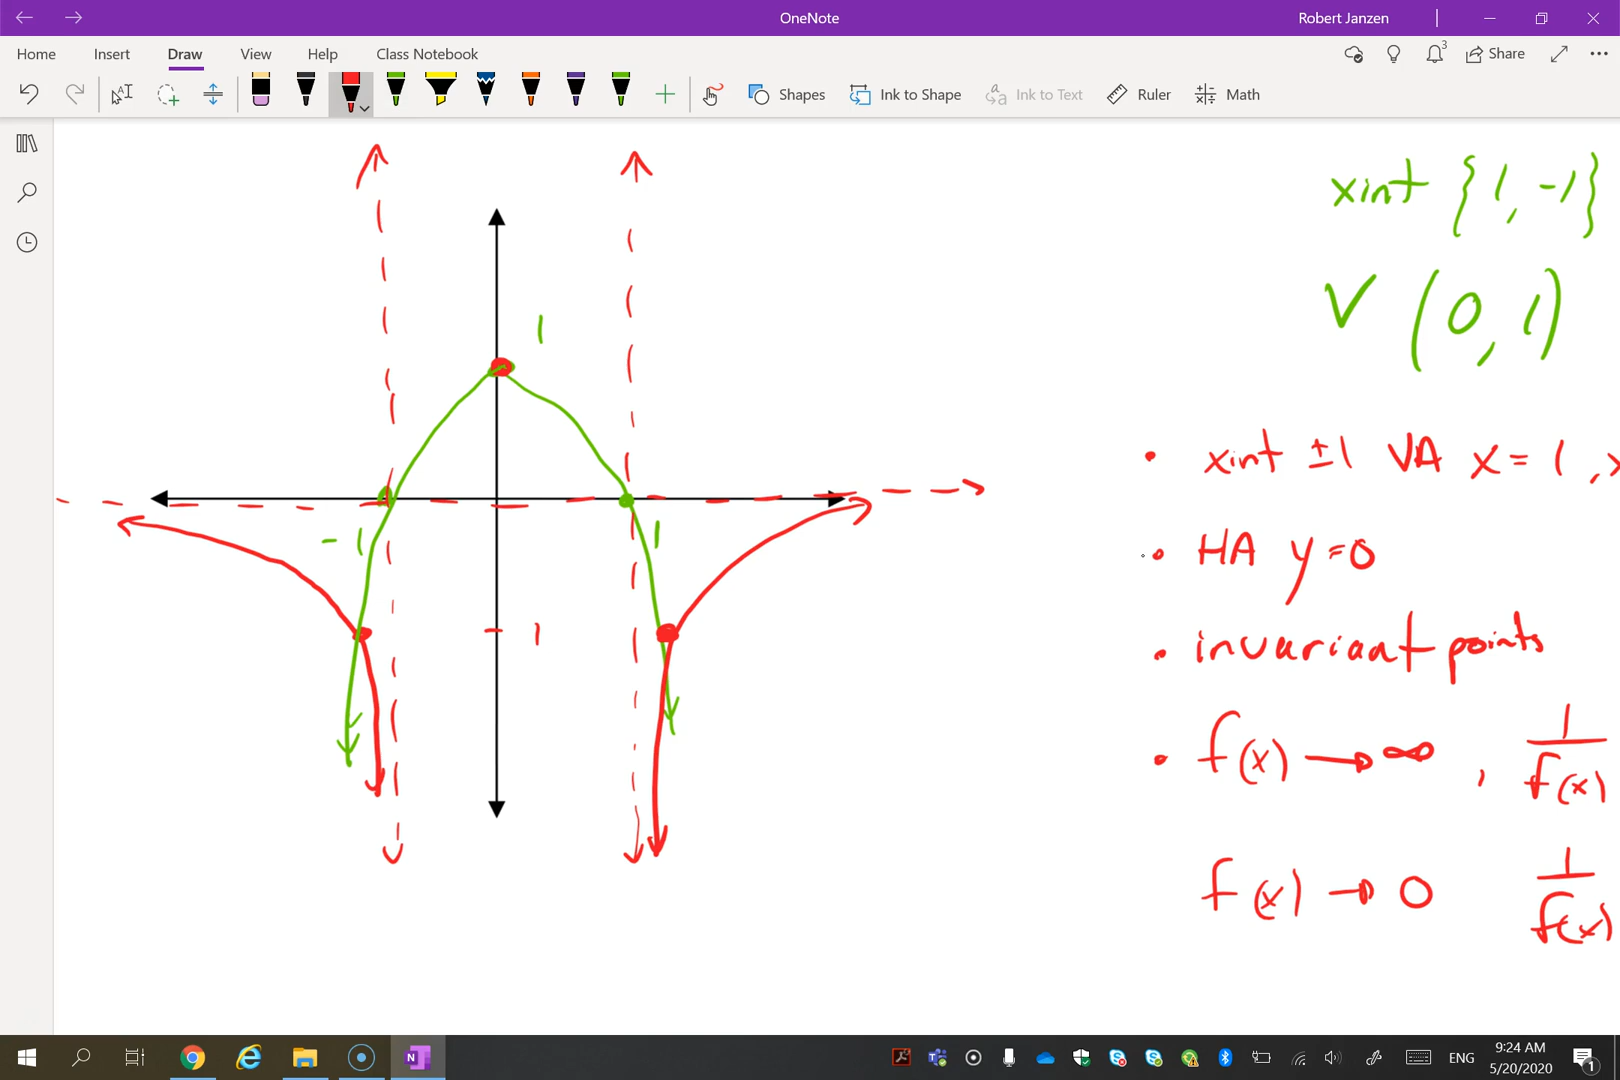 OneNote
Robert Janzen
Home Insert Draw View Help Class Notebook
3
Share
Shapes Ink to Shape Ink to Text Ruler Math
xint {1, -1}
V (0, 1)
1
-1
1
1
• xint ±1 VA x = 1, x
• HA y = 0
• invariant points
• f(x) → ∞ , 1/f(x)
f(x) → 0 1/f(x)
ENG
9:24 AM
5/20/2020
1